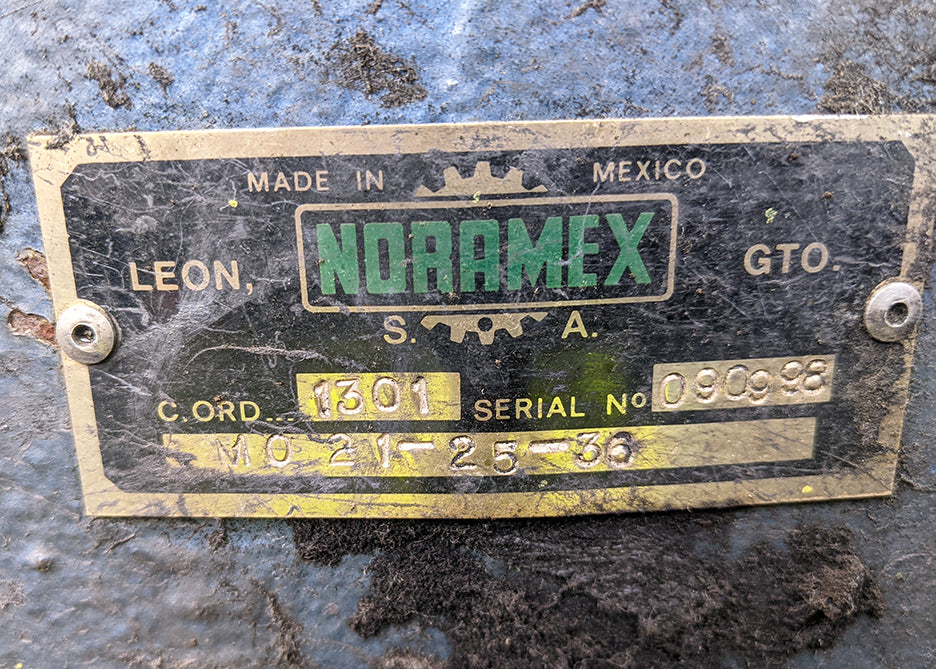 MADE IN MEXICO
LEON, NORAMEX GTO.
S. A.
C.ORD... 1301 SERIAL Nº 090998
MO 21-25-36